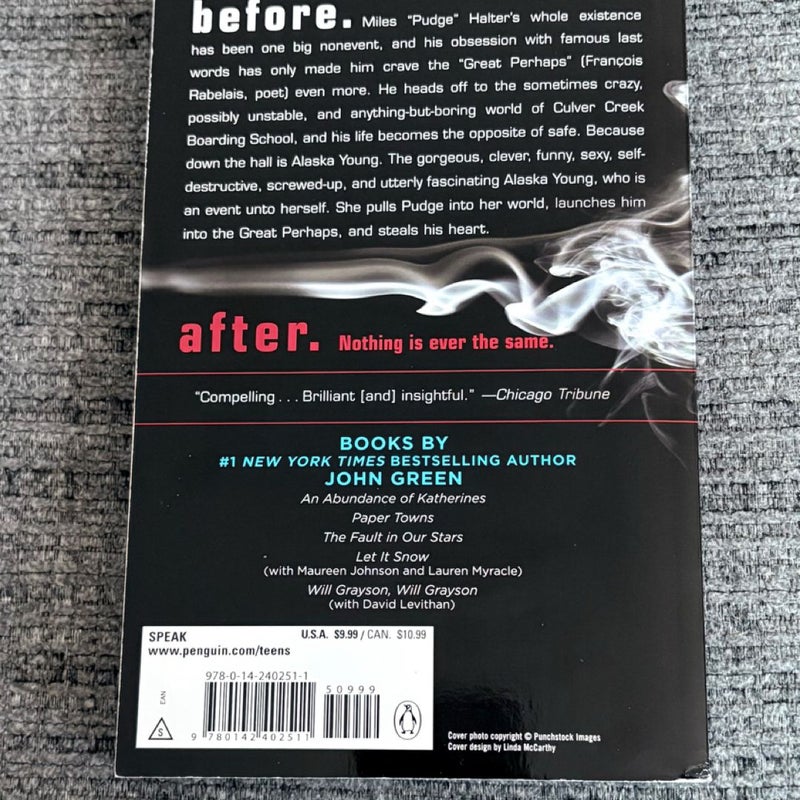 before. Miles "Pudge" Halter's whole existence
has been one big nonevent, and his obsession with famous last
words has only made him crave the "Great Perhaps" (François
Rabelais, poet) even more. He heads off to the sometimes crazy,
possibly unstable, and anything-but-boring world of Culver Creek
Boarding School, and his life becomes the opposite of safe. Because
down the hall is Alaska Young. The gorgeous, clever, funny, sexy, self-
destructive, screwed-up, and utterly fascinating Alaska Young, who is
an event unto herself. She pulls Pudge into her world, launches him
into the Great Perhaps, and steals his heart.
after. Nothing is ever the same.
"Compelling . . . Brilliant [and] insightful." —Chicago Tribune
BOOKS BY
#1 NEW YORK TIMES BESTSELLING AUTHOR
JOHN GREEN
An Abundance of Katherines
Paper Towns
The Fault in Our Stars
Let It Snow
(with Maureen Johnson and Lauren Myracle)
Will Grayson, Will Grayson
(with David Levithan)
SPEAK U.S.A. $9.99 / CAN. $10.99
www.penguin.com/teens
978-0-14-240251-1
50999
EAN
S
9 780142 402511
Cover photo copyright © Punchstock Images
Cover design by Linda McCarthy